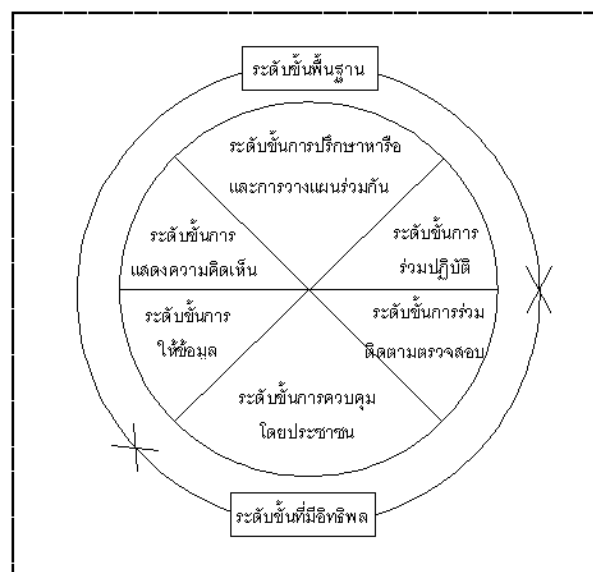 ระดับขั้นพื้นฐาน
ระดับขั้นการปรึกษาหารือ
และการวางแผนร่วมกัน
ระดับขั้นการ
แสดงความคิดเห็น
ระดับขั้นการ
ร่วมปฏิบัติ
ระดับขั้นการ
ให้ข้อมูล
ระดับขั้นการร่วม
ติดตามตรวจสอบ
ระดับขั้นการควบคุม
โดยประชาชน
ระดับขั้นที่มีอิทธิพล